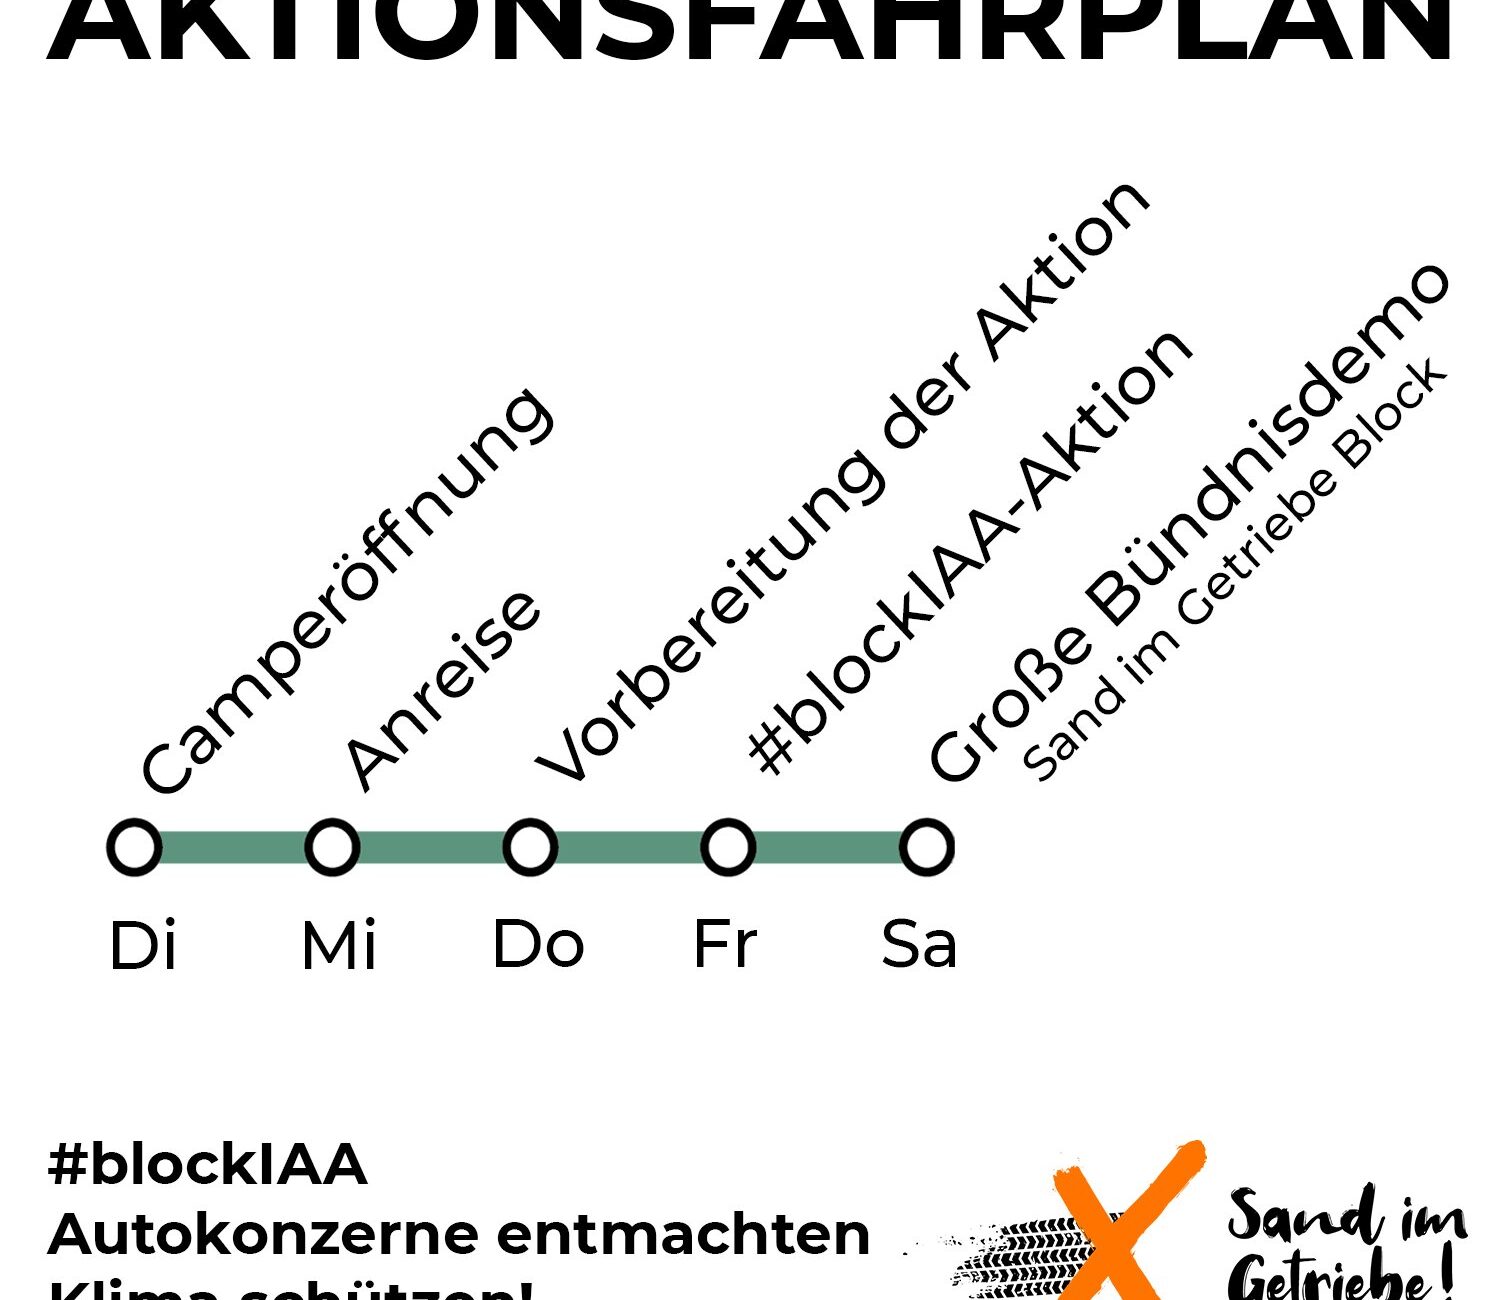 AKTIONSFAHRPLAN
Camperöffnung
Anreise
Vorbereitung der Aktion
#blockIAA-Aktion
Große Bündnisdemo
Sand im Getriebe Block
Di
Mi
Do
Fr
Sa
#blockIAA
Autokonzerne entmachten
Klima schützen!
Sand im
Getriebe!